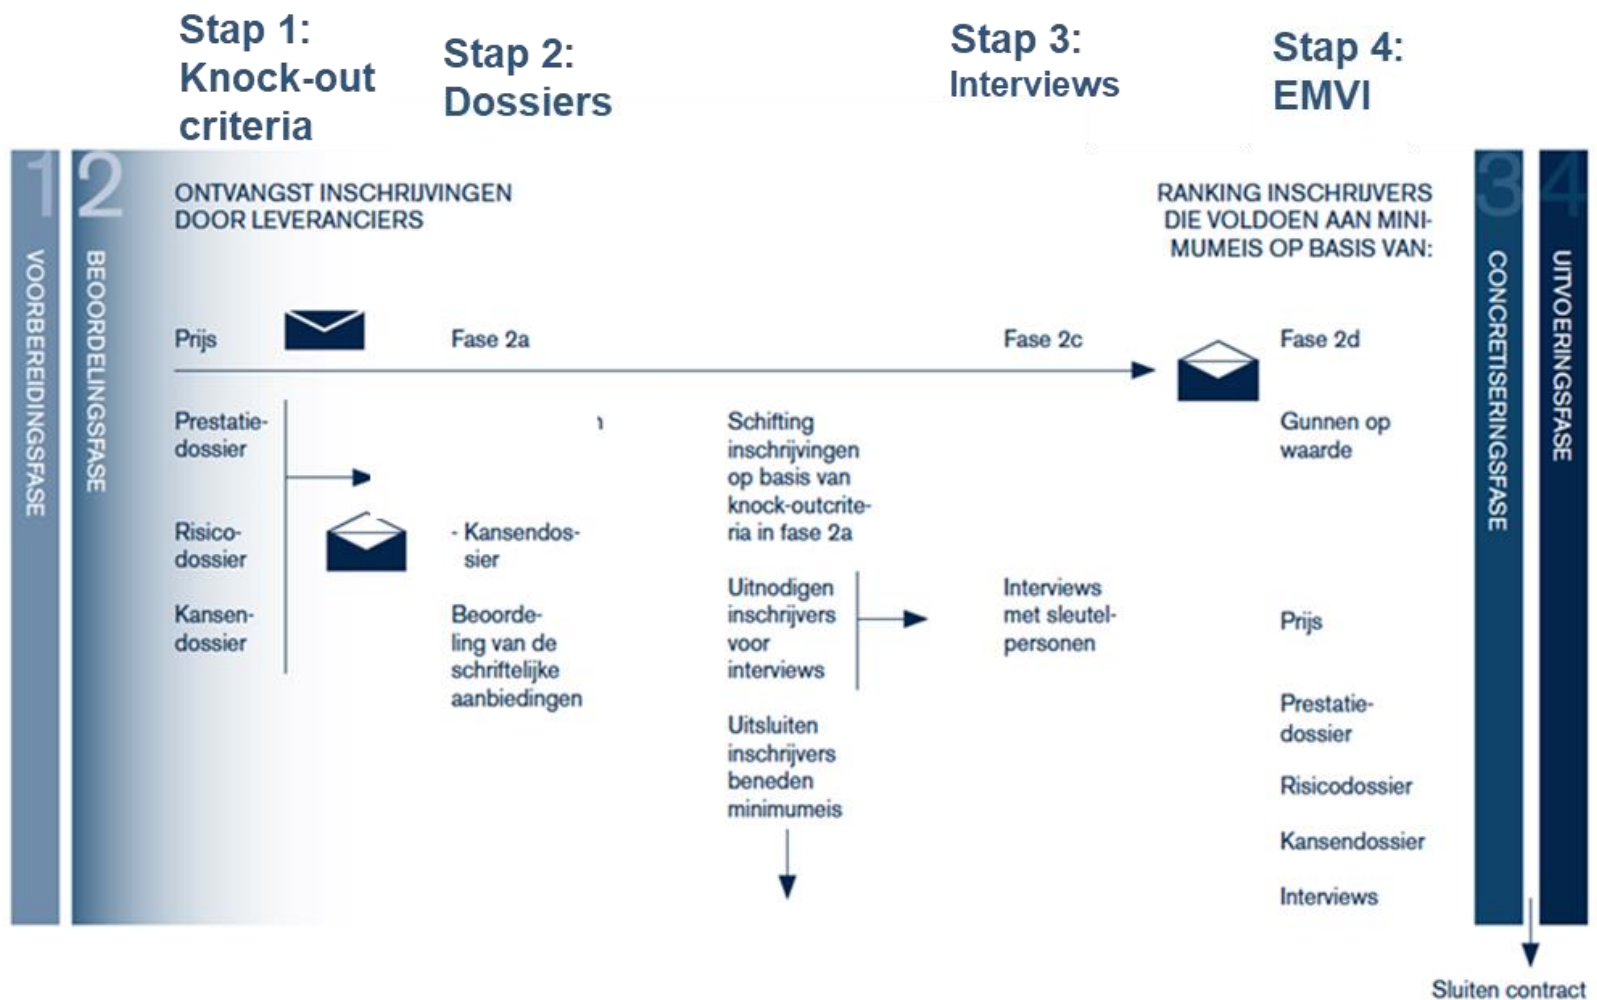 Stap 1:
Knock-out
criteria
Stap 2:
Dossiers
Stap 3:
Interviews
Stap 4:
EMVI
1
VOORBEREIDINGSFASE
2
BEOORDELINGSFASE
ONTVANGST INSCHRIJVINGEN
DOOR LEVERANCIERS
RANKING INSCHRIJVERS
DIE VOLDOEN AAN MINI-
MUMEIS OP BASIS VAN:
Prijs
Fase 2a
Fase 2c
Fase 2d
Prestatie-
dossier
Risico-
dossier
Kansen-
dossier
- Kansendos-
sier
Beoorde-
ling van de
schriftelijke
aanbiedingen
Schifting
inschrijvingen
op basis van
knock-outcrite-
ria in fase 2a
Uitnodigen
inschrijvers
voor
interviews
Uitsluiten
inschrijvers
beneden
minimumeis
Interviews
met sleutel-
personen
Gunnen op
waarde
Prijs
Prestatie-
dossier
Risicodossier
Kansendossier
Interviews
3
CONCRETISERINGSFASE
4
UITVOERINGSFASE
Sluiten contract